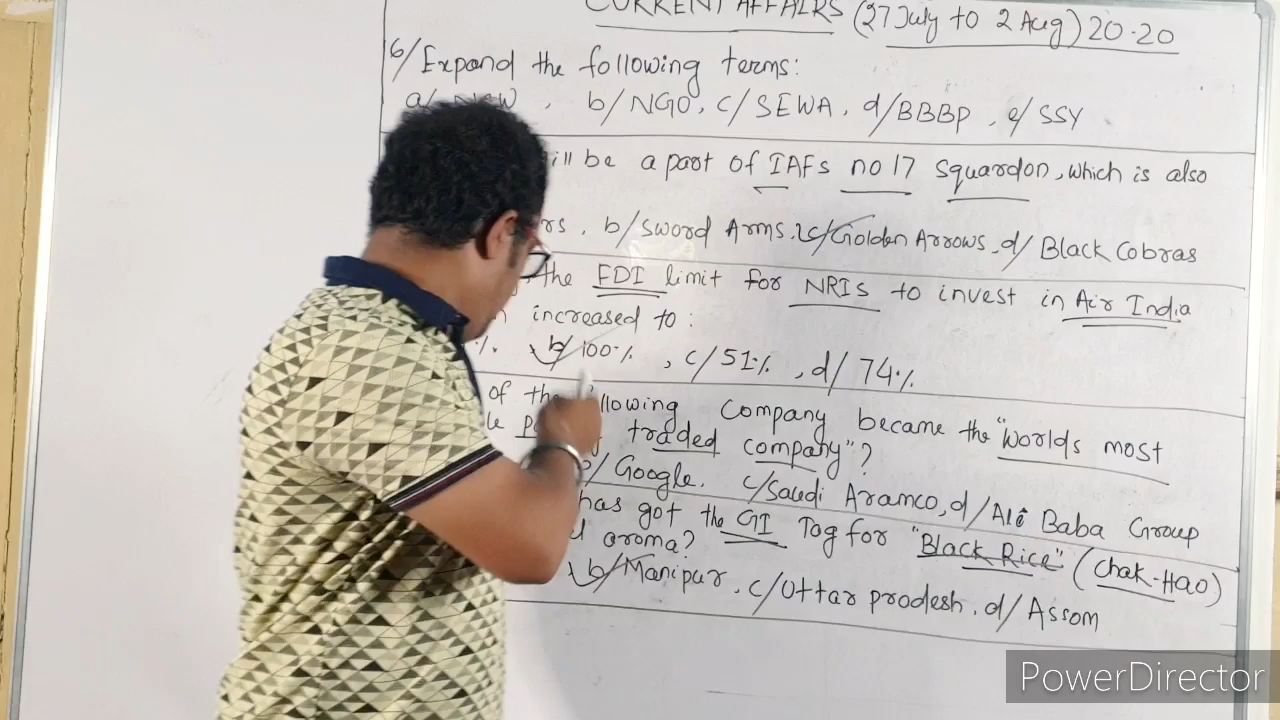 CURRENT AFFAIRS (27 July to 2 Aug) 20.20
6/ Expand the following terms:
a/ , b/ NGO, c/ SEWA, d/ BBBP, e/ SSY
ill be a part of IAFs no 17 squardon, which is also
rs, b/ Sword Arms, c/ Golden Arrows, d/ Black Cobras
the FDI limit for NRIS to invest in Air India
increased to:
%. b/ 100%, c/ 51%, d/ 74%
of the following company became the "Worlds most
traded company"?
b/ Google, c/ Saudi Aramco, d/ Ali Baba Group
has got the GI Tag for "Black Rice" (Chak-Hao)
aroma?
b/ Manipur, c/ Uttar pradesh, d/ Assam
PowerDirector